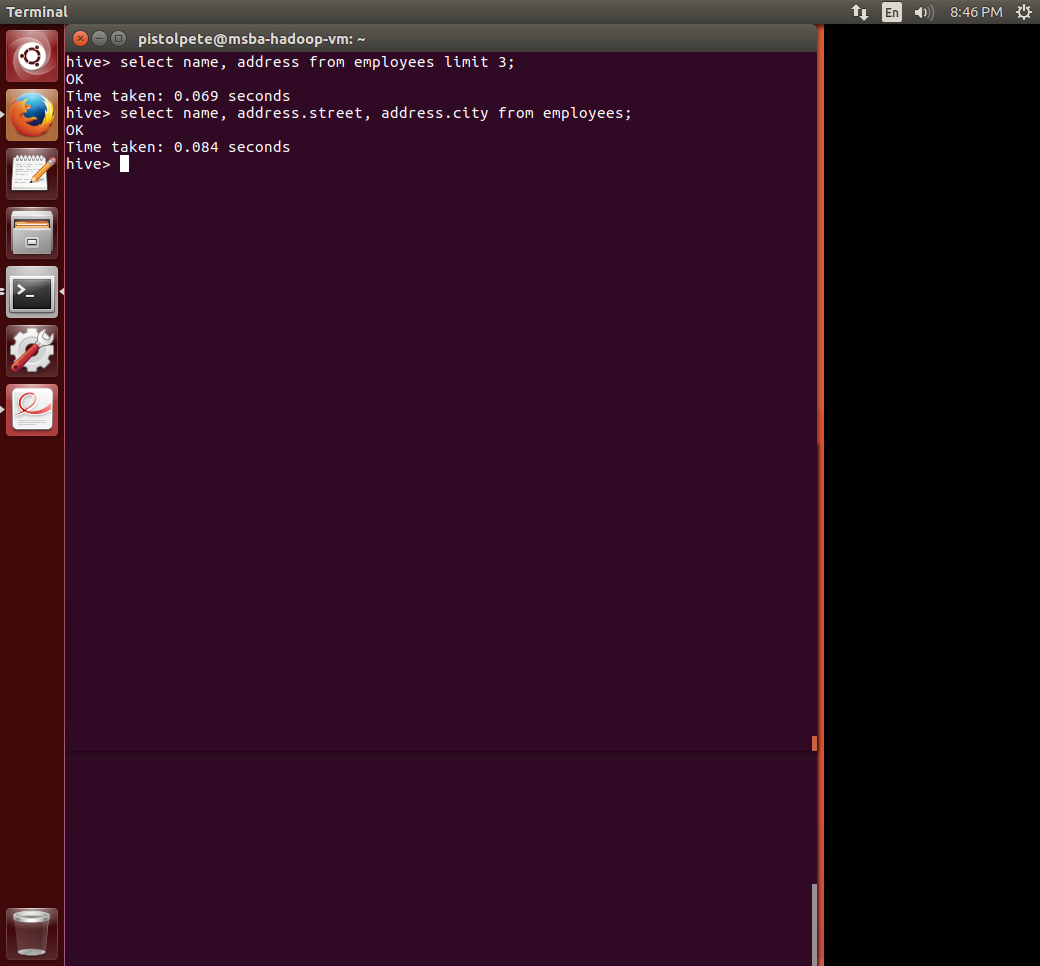 Terminal
En
8:46 PM
pistolpete@msba-hadoop-vm: ~
hive> select name, address from employees limit 3;
OK
Time taken: 0.069 seconds
hive> select name, address.street, address.city from employees;
OK
Time taken: 0.084 seconds
hive>